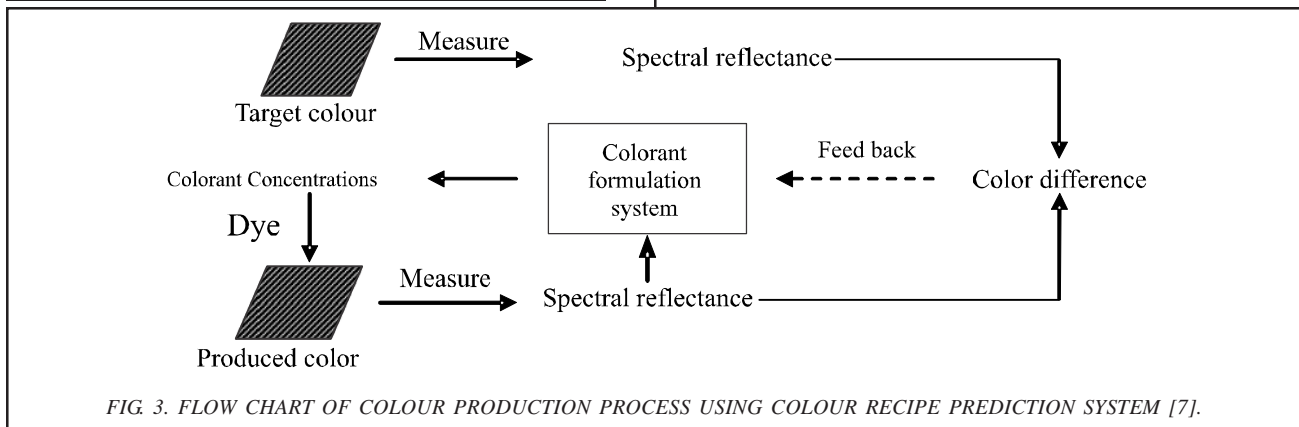 Measure
Spectral reflectance
Target colour
Colorant
formulation
system
Feed back
Colorant Concentrations
Color difference
Dye
Measure
Spectral reflectance
Produced color
FIG. 3. FLOW CHART OF COLOUR PRODUCTION PROCESS USING COLOUR RECIPE PREDICTION SYSTEM [7].